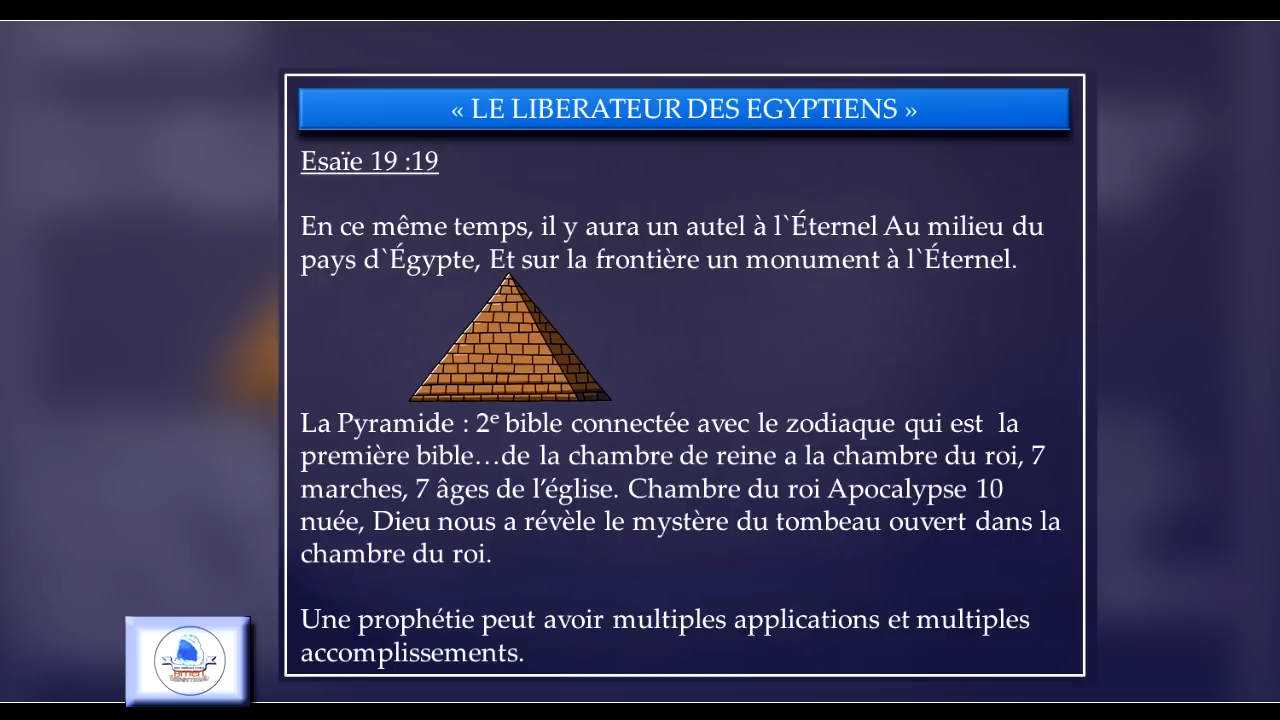 « LE LIBERATEUR DES EGYPTIENS »
Esaïe 19 :19
En ce même temps, il y aura un autel à l`Éternel Au milieu du
pays d`Égypte, Et sur la frontière un monument à l`Éternel.
La Pyramide : 2e bible connectée avec le zodiaque qui est  la
première bible…de la chambre de reine a la chambre du roi, 7
marches, 7 âges de l’église.  Chambre du roi Apocalypse  10
nuée, Dieu nous a révèle le mystère du tombeau ouvert dans la
chambre du roi.
Une prophétie peut avoir multiples applications et multiples
accomplissements.